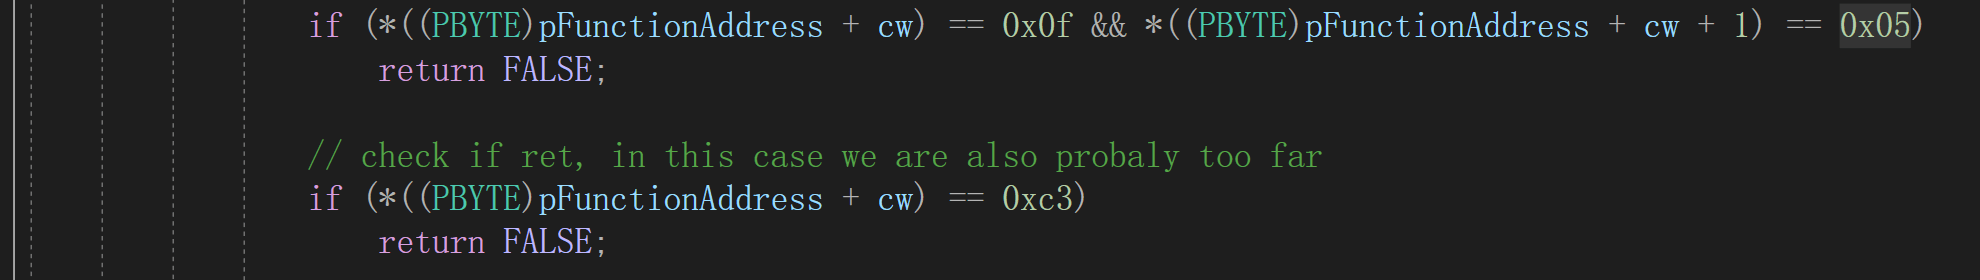 if (*((PBYTE)pFunctionAddress + cw) == 0x0f && *((PBYTE)pFunctionAddress + cw + 1) == 0x05)
return FALSE;
// check if ret, in this case we are also probaly too far
if (*((PBYTE)pFunctionAddress + cw) == 0xc3)
return FALSE;